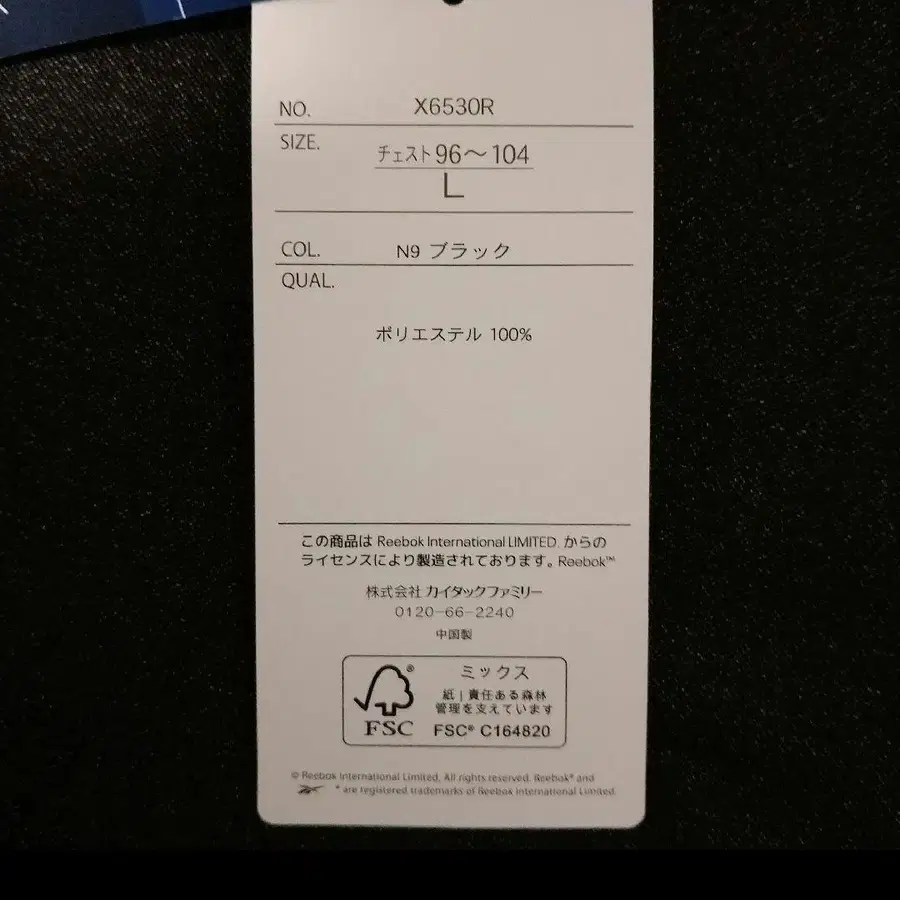 NO. X6530R
SIZE. チェスト96〜104
L
COL. N9 ブラック
QUAL.
ポリエステル 100%
この商品は Reebok International LIMITED. からの
ライセンスにより製造されております。Reebok™
株式会社 カイタックファミリー
0120-66-2240
中国製
ミックス
紙 | 責任ある森林
管理を支えています
FSC® C164820
® FSC
© Reebok International Limited. All rights reserved. Reebok® and
® are registered trademarks of Reebok International Limited.